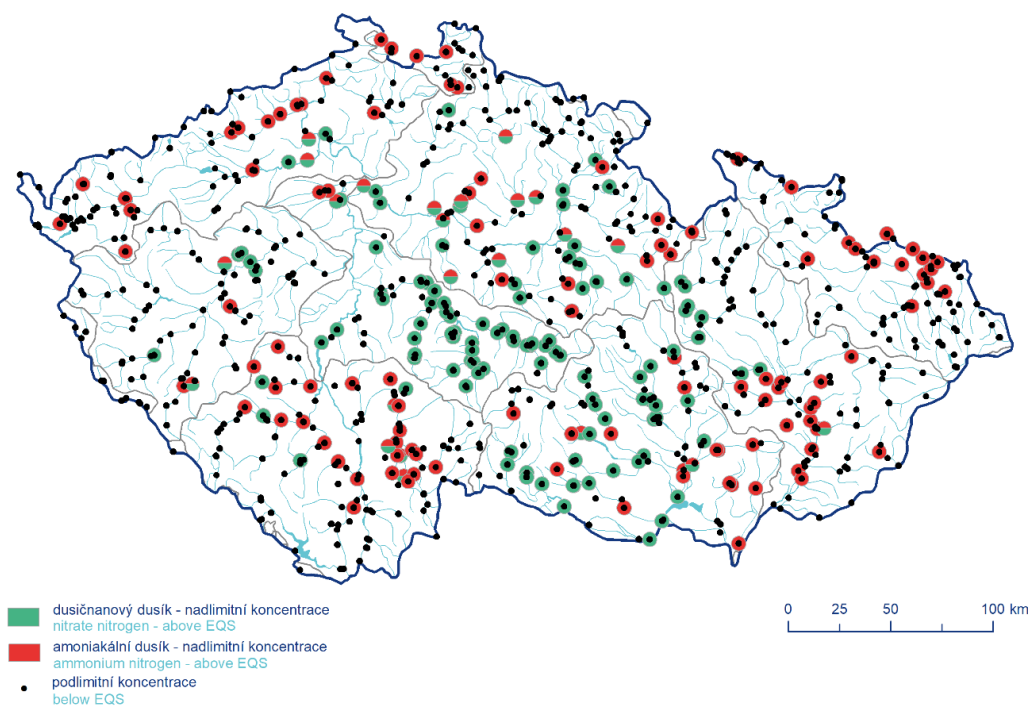 dusičnanový dusík - nadlimitní koncentrace
nitrate nitrogen - above EQS
amoniakální dusík - nadlimitní koncentrace
ammonium nitrogen - above EQS
podlimitní koncentrace
below EQS
0 25 50 100 km